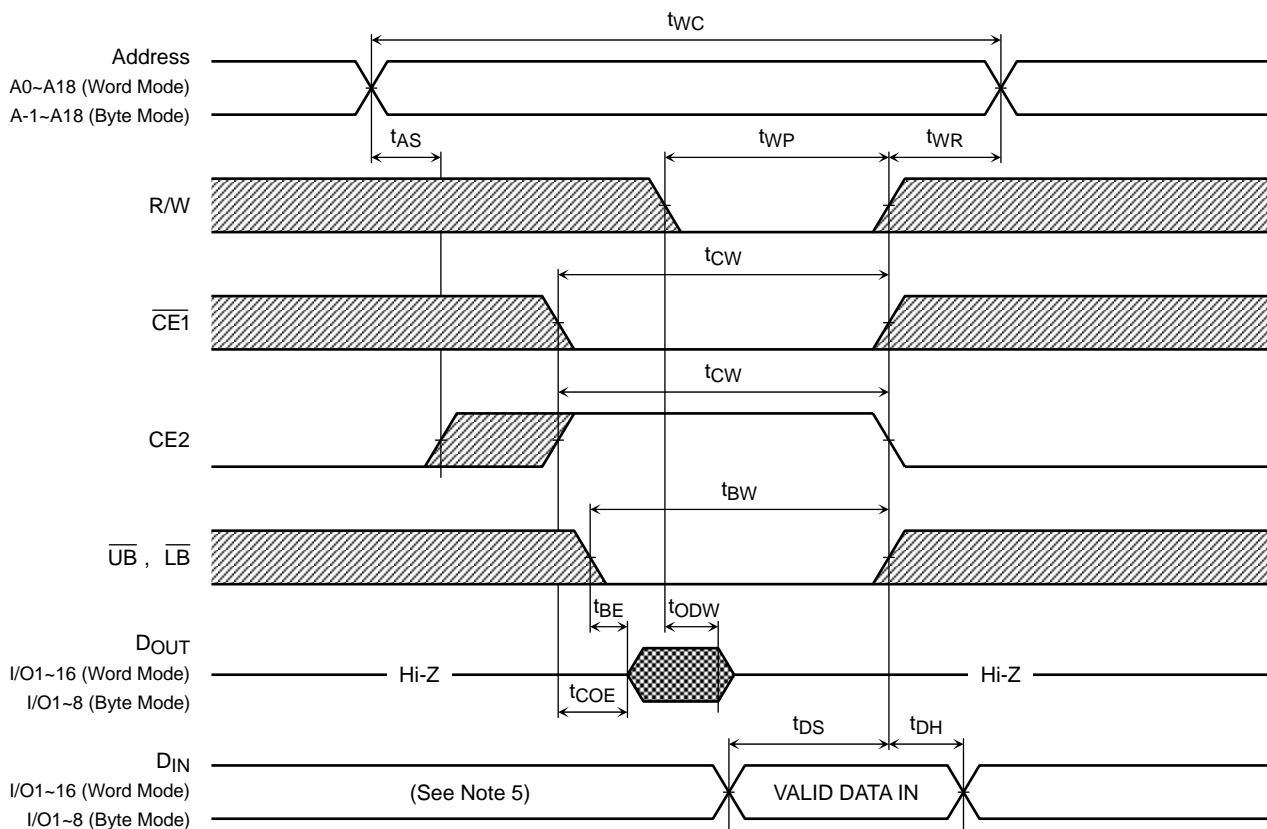 tWC
Address
A0~A18 (Word Mode)
A-1~A18 (Byte Mode)
tAS
tWP
tWR
R/W
tCW
CE1
tCW
CE2
tBW
UB , LB
tBE
tODW
DOUT
I/O1~16 (Word Mode)
Hi-Z
Hi-Z
I/O1~8 (Byte Mode)
tCOE
tDS
tDH
DIN
I/O1~16 (Word Mode)
(See Note 5)
VALID DATA IN
I/O1~8 (Byte Mode)